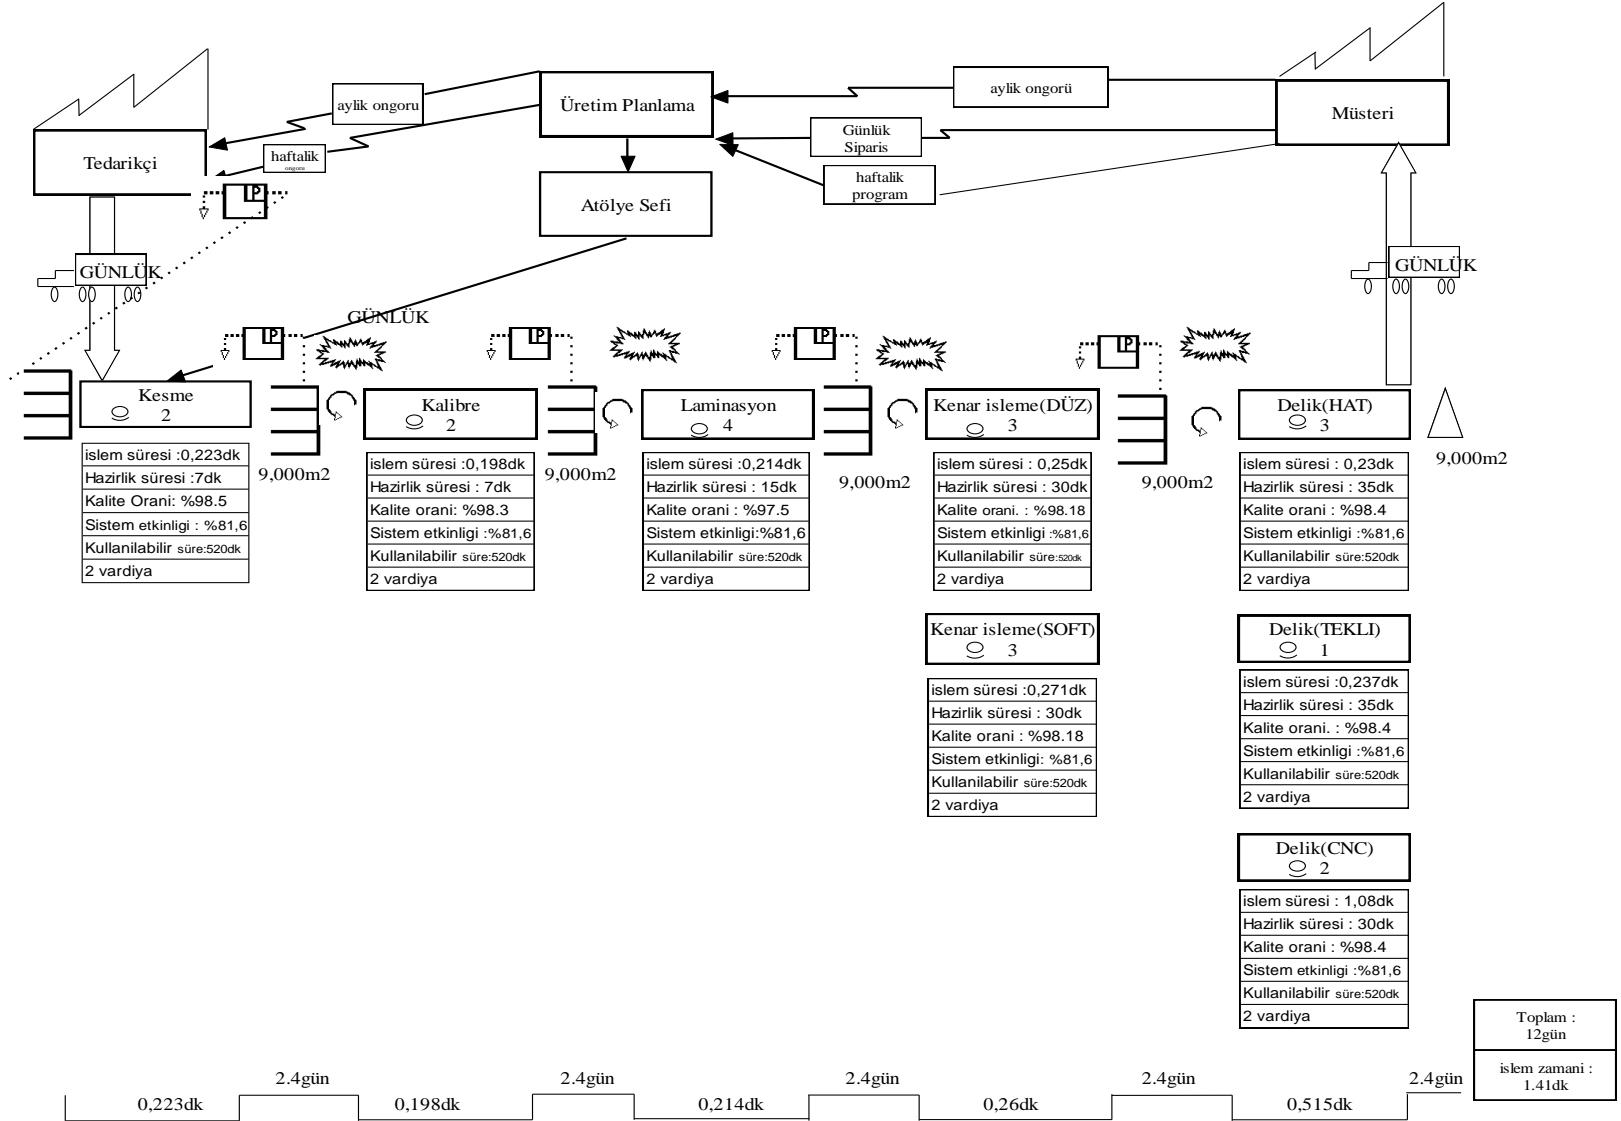 aylik ongoru
Üretim Planlama
aylik ongorü
Müsteri
Tedarikçi
haftalik
ongoru
Günlük
Siparis
haftalik
program
Atölye Sefi
GÜNLÜK
GÜNLÜK
GÜNLÜK
Kesme
2
islem süresi :0,223dk
Hazirlik süresi :7dk
Kalite Orani: %98.5
Sistem etkinligi : %81,6
Kullanilabilir süre:520dk
2 vardiya
9,000m2
Kalibre
2
islem süresi :0,198dk
Hazirlik süresi : 7dk
Kalite orani: %98.3
Sistem etkinligi :%81,6
Kullanilabilir süre:520dk
2 vardiya
9,000m2
Laminasyon
4
islem süresi :0,214dk
Hazirlik süresi : 15dk
Kalite orani : %97.5
Sistem etkinligi:%81,6
Kullanilabilir süre:520dk
2 vardiya
9,000m2
Kenar isleme(DÜZ)
3
islem süresi : 0,25dk
Hazirlik süresi : 30dk
Kalite orani. : %98.18
Sistem etkinligi :%81,6
Kullanilabilir süre:520dk
2 vardiya
9,000m2
Delik(HAT)
3
islem süresi : 0,23dk
Hazirlik süresi : 35dk
Kalite orani : %98.4
Sistem etkinligi :%81,6
Kullanilabilir süre:520dk
2 vardiya
9,000m2
Kenar isleme(SOFT)
3
islem süresi :0,271dk
Hazirlik süresi : 30dk
Kalite orani : %98.18
Sistem etkinligi: %81,6
Kullanilabilir süre:520dk
2 vardiya
Delik(TEKLI)
1
islem süresi :0,237dk
Hazirlik süresi : 35dk
Kalite orani. : %98.4
Sistem etkinligi :%81,6
Kullanilabilir süre:520dk
2 vardiya
Delik(CNC)
2
islem süresi : 1,08dk
Hazirlik süresi : 30dk
Kalite orani : %98.4
Sistem etkinligi :%81,6
Kullanilabilir süre:520dk
2 vardiya
Toplam :
12gün
islem zamani :
1.41dk
2.4gün
2.4gün
2.4gün
2.4gün
2.4gün
0,223dk
0,198dk
0,214dk
0,26dk
0,515dk